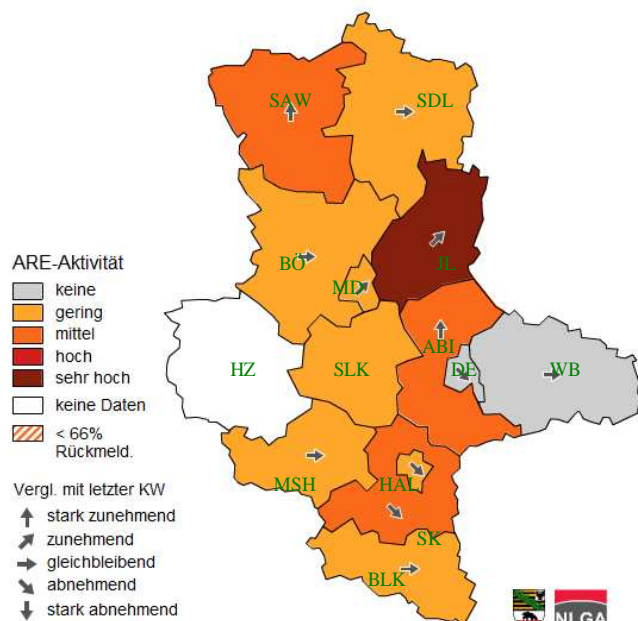 SAW
SDL
BÖ
MD
JL
ABI
HZ
SLK
DE
WB
MSH
HAL
SK
BLK
ARE-Aktivität
keine
gering
mittel
hoch
sehr hoch
keine Daten
< 66%
Rückmeld.
Vergl. mit letzter KW
stark zunehmend
zunehmend
gleichbleibend
abnehmend
stark abnehmend
NLGA